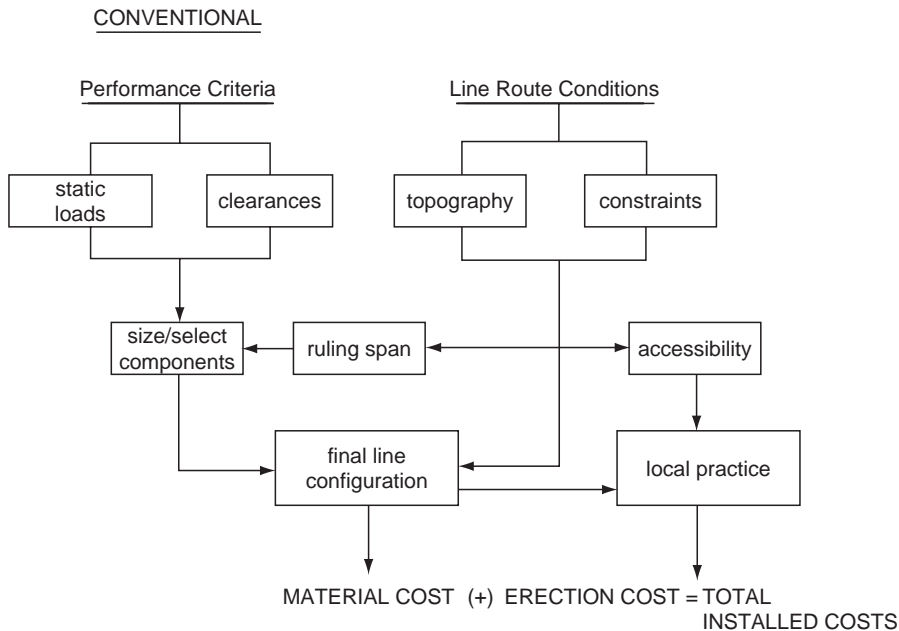 CONVENTIONAL
Performance Criteria
Line Route Conditions
static
loads
clearances
topography
constraints
size/select
components
ruling span
accessibility
final line
configuration
local practice
MATERIAL COST (+) ERECTION COST = TOTAL
INSTALLED COSTS